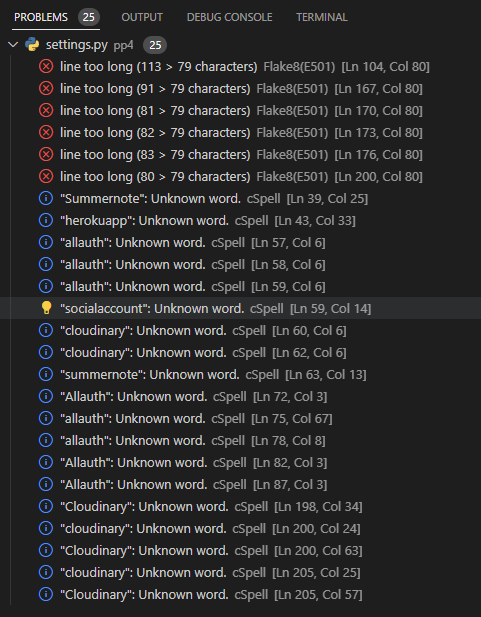 PROBLEMS 25 OUTPUT DEBUG CONSOLE TERMINAL
settings.py pp4 25
line too long (113 > 79 characters) Flake8(E501) [Ln 104, Col 80]
line too long (91 > 79 characters) Flake8(E501) [Ln 167, Col 80]
line too long (81 > 79 characters) Flake8(E501) [Ln 170, Col 80]
line too long (82 > 79 characters) Flake8(E501) [Ln 173, Col 80]
line too long (83 > 79 characters) Flake8(E501) [Ln 176, Col 80]
line too long (80 > 79 characters) Flake8(E501) [Ln 200, Col 80]
"Summernote": Unknown word. cSpell [Ln 39, Col 25]
"herokuapp": Unknown word. cSpell [Ln 43, Col 33]
"allauth": Unknown word. cSpell [Ln 57, Col 6]
"allauth": Unknown word. cSpell [Ln 58, Col 6]
"allauth": Unknown word. cSpell [Ln 59, Col 6]
"socialaccount": Unknown word. cSpell [Ln 59, Col 14]
"cloudinary": Unknown word. cSpell [Ln 60, Col 6]
"cloudinary": Unknown word. cSpell [Ln 62, Col 6]
"summernote": Unknown word. cSpell [Ln 63, Col 13]
"Allauth": Unknown word. cSpell [Ln 72, Col 3]
"allauth": Unknown word. cSpell [Ln 75, Col 67]
"allauth": Unknown word. cSpell [Ln 78, Col 8]
"Allauth": Unknown word. cSpell [Ln 82, Col 3]
"Allauth": Unknown word. cSpell [Ln 87, Col 3]
"Cloudinary": Unknown word. cSpell [Ln 198, Col 34]
"cloudinary": Unknown word. cSpell [Ln 200, Col 24]
"Cloudinary": Unknown word. cSpell [Ln 200, Col 63]
"cloudinary": Unknown word. cSpell [Ln 205, Col 25]
"Cloudinary": Unknown word. cSpell [Ln 205, Col 57]